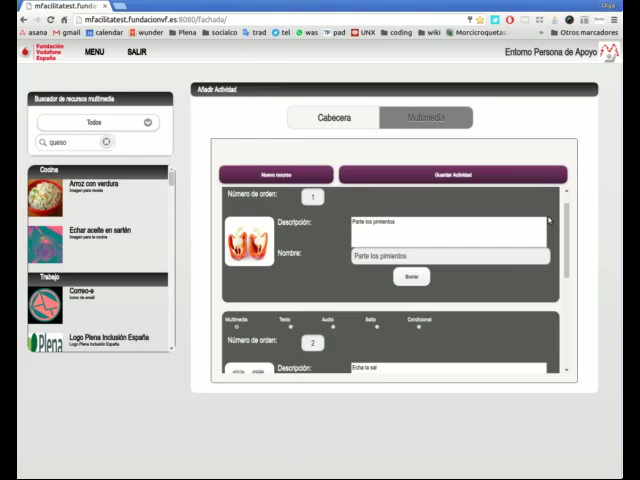 mfacilitatest.funde
Olga
mfacilitatest.fundacionvf.es:8080/fachada/
asana gmail calendar wunder Plena socialco trad tel was pad UNX coding wiki Morcicroquetas » Otros marcadores
Fundación
Vodafone
España
MENU SALIR
Entorno Persona de Apoyo
Buscador de recursos multimedia
Todos
queso
Cocina
Arroz con verdura
Imagen para receta
Echar aceite en sartén
Imagen para la cocina
Trabajo
Correo-e
Icono de email
Plena
Logo Plena Inclusión España
Logo Plena Inclusión España
Añadir Actividad
Cabecera Multimedia
Nuevo recurso Guardar Actividad
Número de orden: 1
Descripción: Parte los pimientos
Nombre: Parte los pimientos
Borrar
Multimedia Texto Audio Salto Condicional
Número de orden: 2
Descripción: Echa la sal